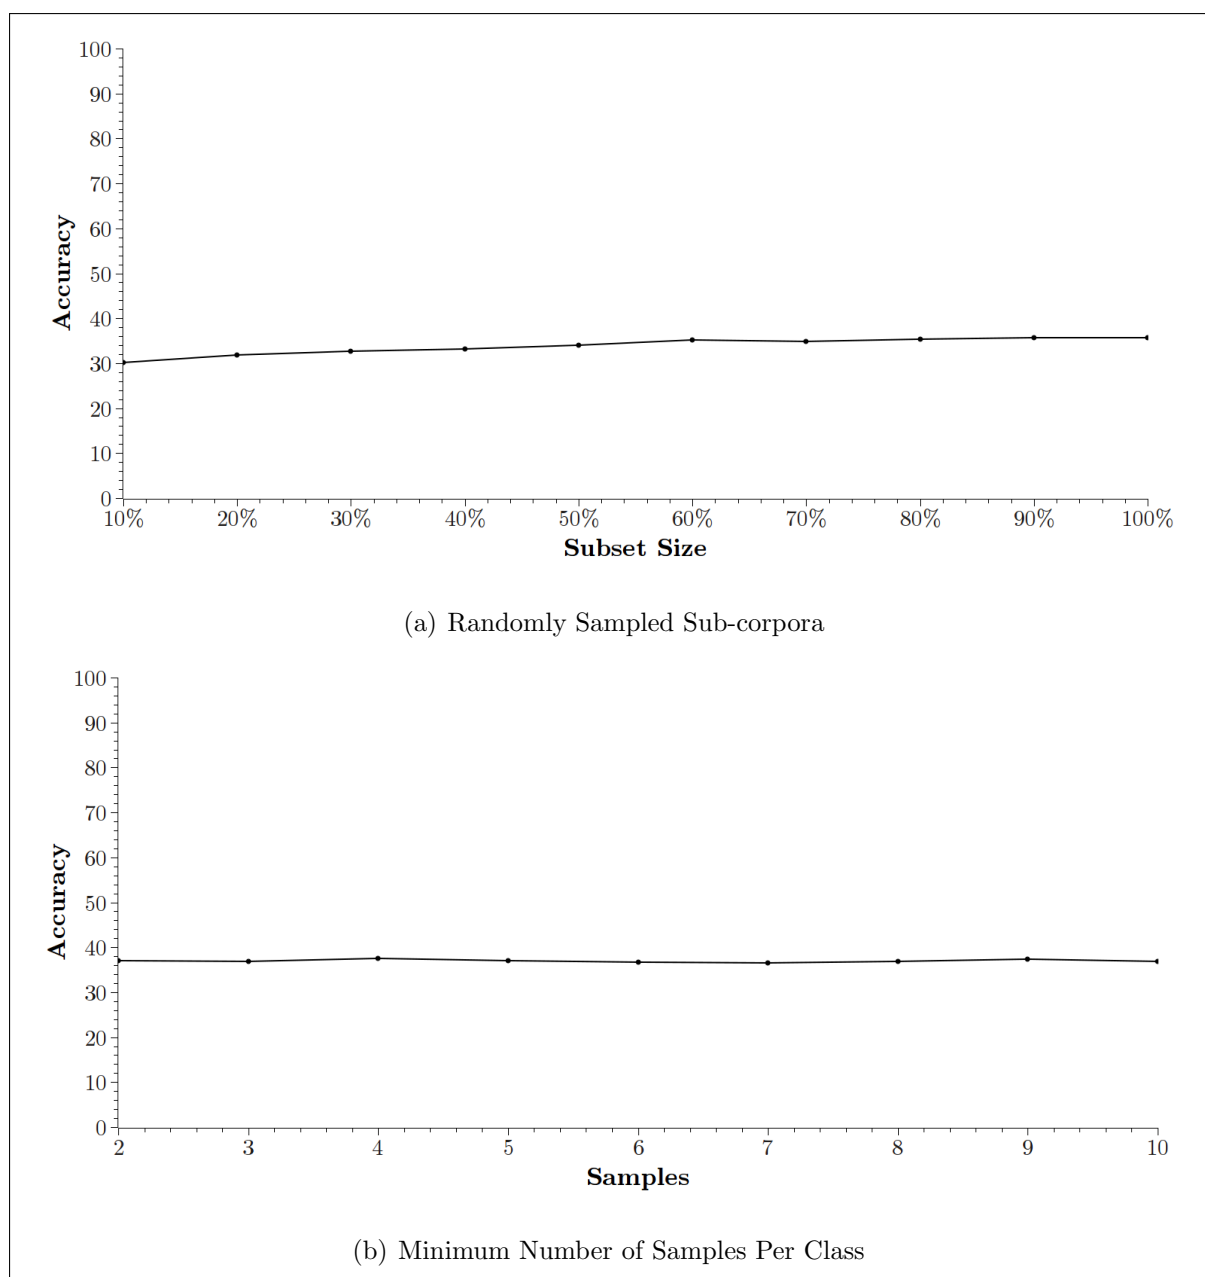 100
90
80
70
60
50
40
30
20
10
0
Accuracy
10% 20% 30% 40% 50% 60% 70% 80% 90% 100%
Subset Size
(a) Randomly Sampled Sub-corpora
100
90
80
70
60
50
40
30
20
10
0
Accuracy
2 3 4 5 6 7 8 9 10
Samples
(b) Minimum Number of Samples Per Class